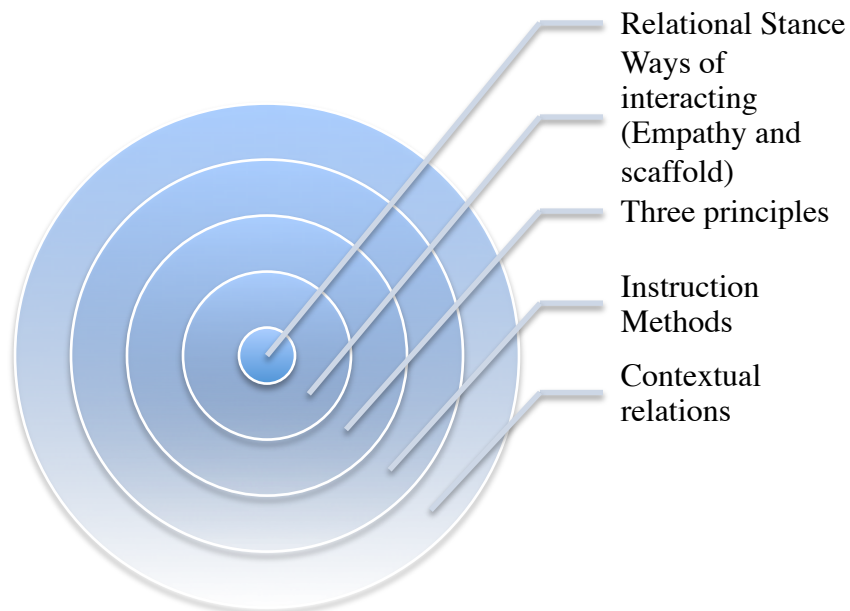 Relational Stance
Ways of
interacting
(Empathy and
scaffold)
Three principles
Instruction
Methods
Contextual
relations